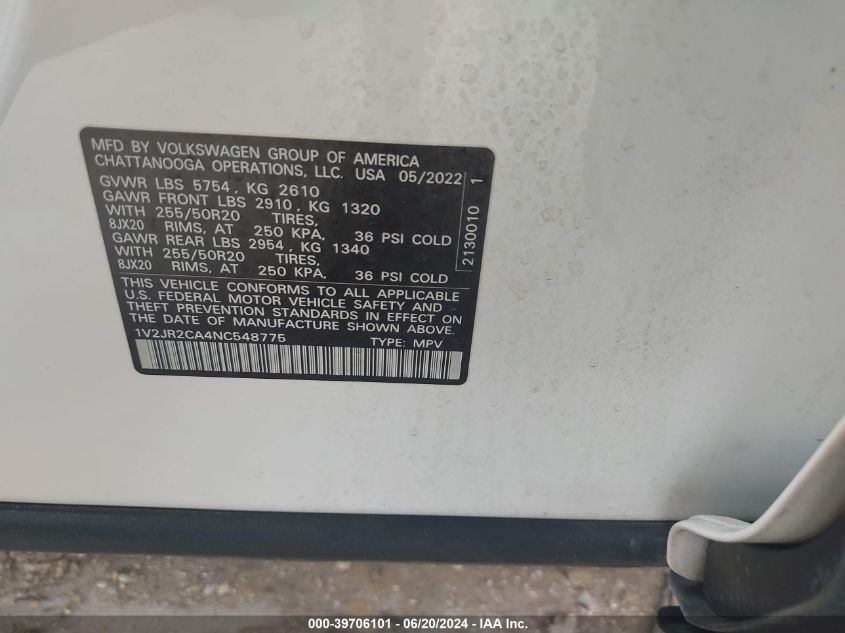 MFD BY VOLKSWAGEN GROUP OF AMERICA
CHATTANOOGA OPERATIONS, LLC. USA 05/2022
GVWR LBS 5754, KG 2610
GAWR FRONT LBS 2910, KG 1320
WITH 255/50R20 TIRES,
8JX20 RIMS, AT 250 KPA, 36 PSI COLD
GAWR REAR LBS 2954, KG 1340
WITH 255/50R20 TIRES,
8JX20 RIMS, AT 250 KPA, 36 PSI COLD
2130010 1
THIS VEHICLE CONFORMS TO ALL APPLICABLE
U.S. FEDERAL MOTOR VEHICLE SAFETY AND
THEFT PREVENTION STANDARDS IN EFFECT ON
THE DATE OF MANUFACTURE SHOWN ABOVE.
1V2JR2CA4NC548775 TYPE: MPV
000-39706101 - 06/20/2024 - IAA Inc.